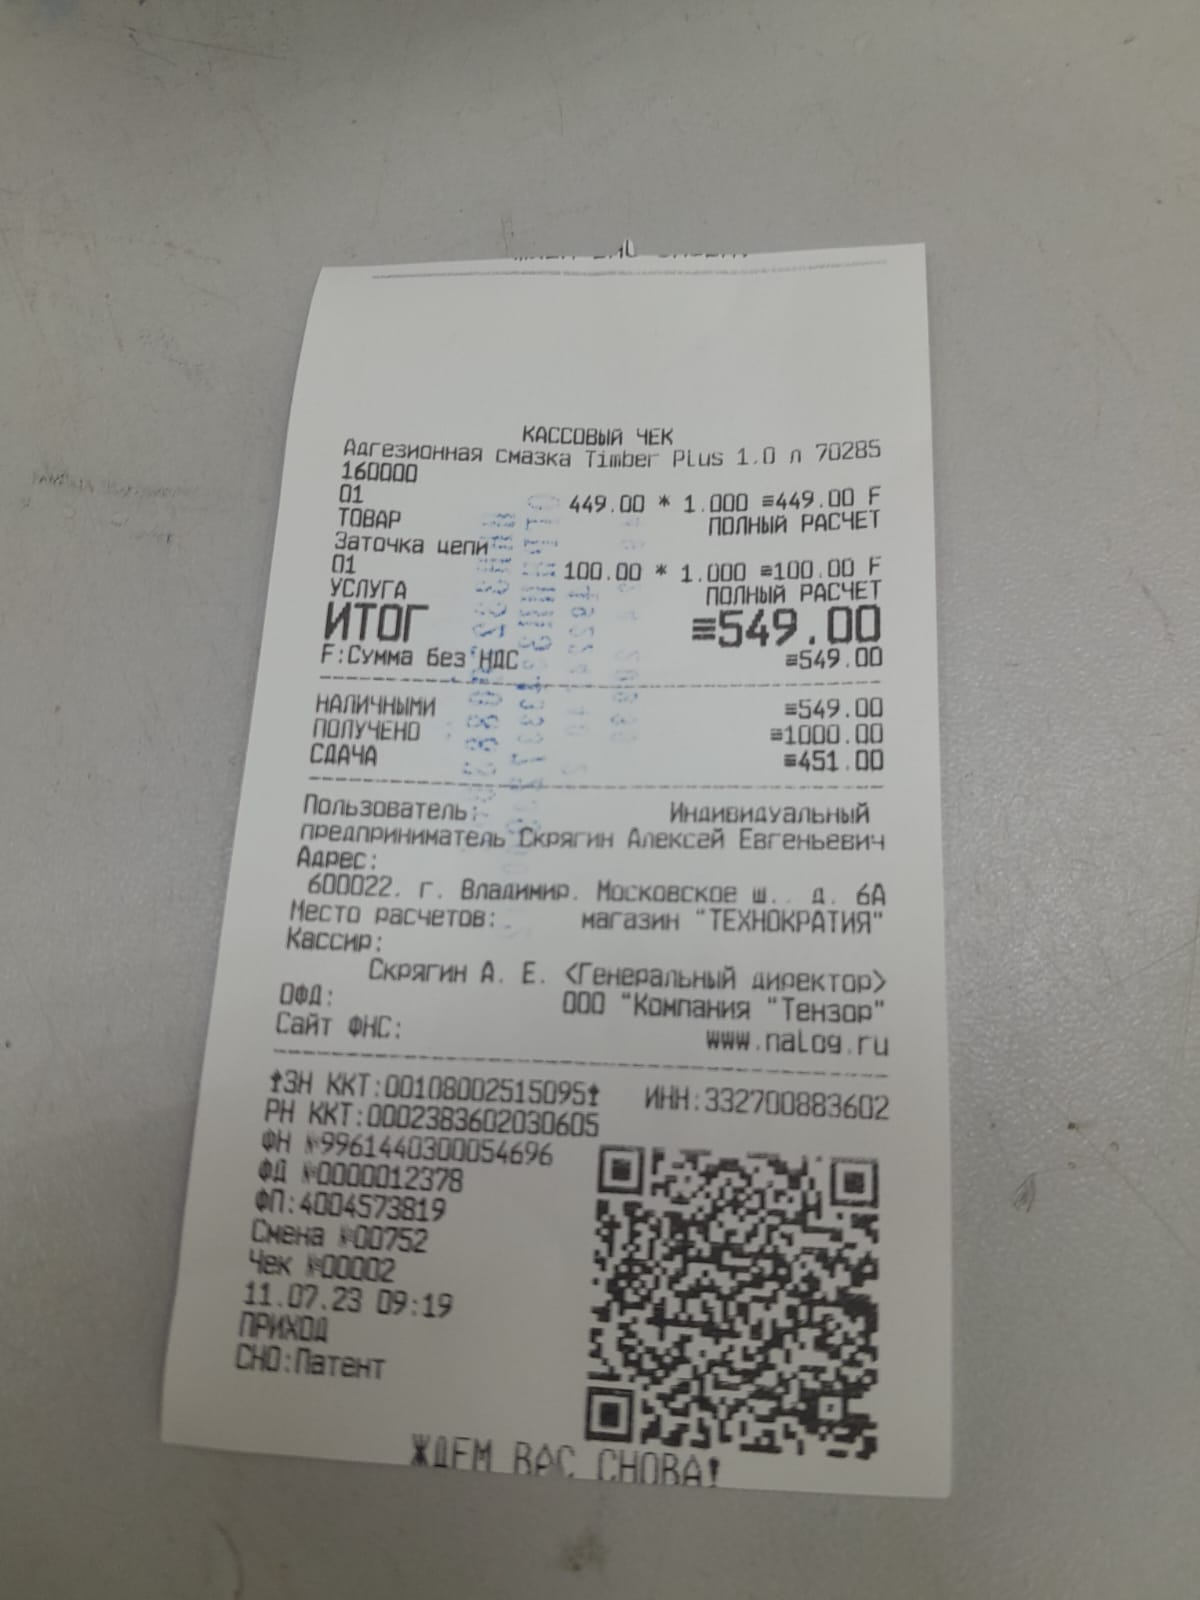 КАССОВЫЙ ЧЕК
Адгезионная смазка Timber Plus 1.0 л 70285
160000
01 449.00 * 1.000 ≡449.00 F
ТОВАР ПОЛНЫЙ РАСЧЕТ
Заточка цепи
01 100.00 * 1.000 ≡100.00 F
УСЛУГА ПОЛНЫЙ РАСЧЕТ
ИТОГ ≡549.00
F:Сумма без НДС ≡549.00
НАЛИЧНЫМИ ≡549.00
ПОЛУЧЕНО ≡1000.00
СДАЧА ≡451.00
Пользователь: Индивидуальный
предприниматель Скрягин Алексей Евгеньевич
Адрес:
600022. г. Владимир. Московское ш.. д. 6А
Место расчетов: магазин "ТЕХНОКРАТИЯ"
Кассир:
Скрягин А. Е. <Генеральный директор>
ОФД: ООО "Компания "Тензор"
Сайт ФНС: www.nalog.ru
ЗН ККТ:00108002515095 ИНН:332700883602
РН ККТ:0002383602030605
ФН №9961440300054696
ФД №0000012378
ФП:4004573819
Смена №00752
Чек №00002
11.07.23 09:19
ПРИХОД
СНО:Патент
ЖДЕМ ВАС СНОВА!